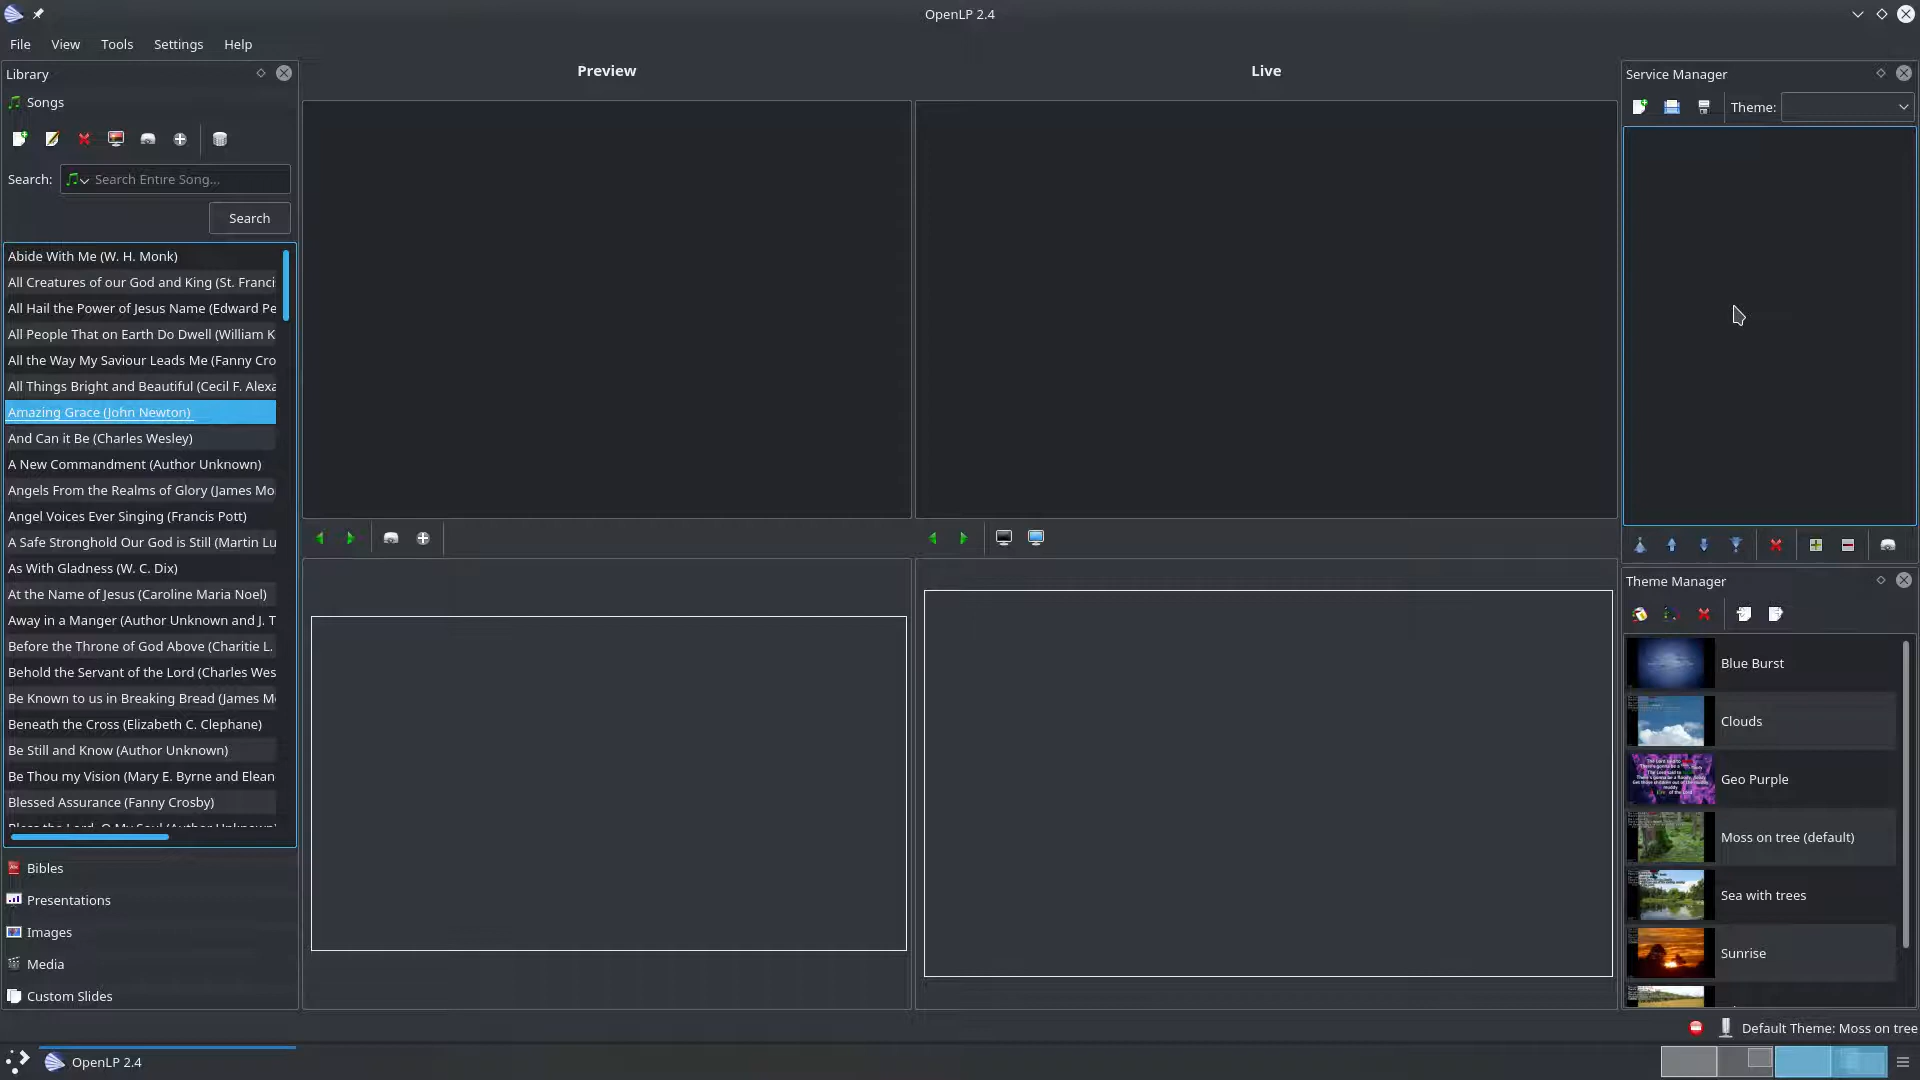 OpenLP 2.4
File View Tools Settings Help
Library
Songs
Search: Search Entire Song...
Search
Abide With Me (W. H. Monk)
All Creatures of our God and King (St. Franci
All Hail the Power of Jesus Name (Edward Pe
All People That on Earth Do Dwell (William K
All the Way My Saviour Leads Me (Fanny Cro
All Things Bright and Beautiful (Cecil F. Alexa
Amazing Grace (John Newton)
And Can it Be (Charles Wesley)
A New Commandment (Author Unknown)
Angels From the Realms of Glory (James Mo
Angel Voices Ever Singing (Francis Pott)
A Safe Stronghold Our God is Still (Martin Lu
As With Gladness (W. C. Dix)
At the Name of Jesus (Caroline Maria Noel)
Away in a Manger (Author Unknown and J. T
Before the Throne of God Above (Charitie L.
Behold the Servant of the Lord (Charles Wes
Be Known to us in Breaking Bread (James M
Beneath the Cross (Elizabeth C. Clephane)
Be Still and Know (Author Unknown)
Be Thou my Vision (Mary E. Byrne and Elean
Blessed Assurance (Fanny Crosby)
Bless the Lord, O My Soul (Author Unknown)
Bibles
Presentations
Images
Media
Custom Slides
Preview
Live
Service Manager
Theme:
Theme Manager
Blue Burst
Clouds
Geo Purple
Moss on tree (default)
Sea with trees
Sunrise
Default Theme: Moss on tree
OpenLP 2.4